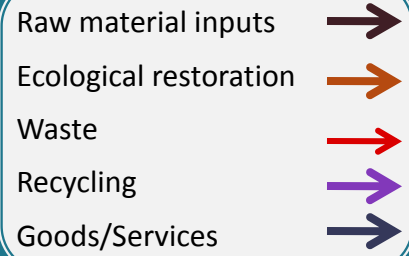 Raw material inputs
Ecological restoration
Waste
Recycling
Goods/Services